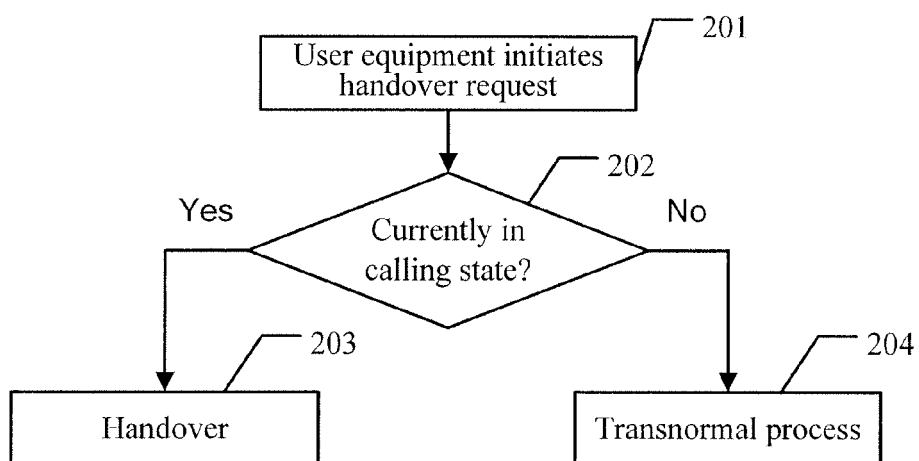 201
User equipment initiates
handover request
202
Yes
No
Currently in
calling state?
203
204
Handover
Transnormal process